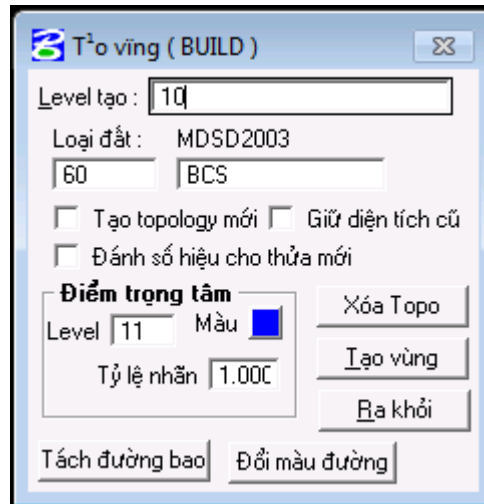 T¹o vïng ( BUILD )
Level tạo : 10
Loại đất : MDSD2003
60 BCS
Tạo topology mới Giữ diện tích cũ
Đánh số hiệu cho thửa mới
Điểm trọng tâm
Level 11 Màu
Tỷ lệ nhãn 1.000
Xóa Topo
Tạo vùng
Ra khỏi
Tách đường bao Đổi màu đường